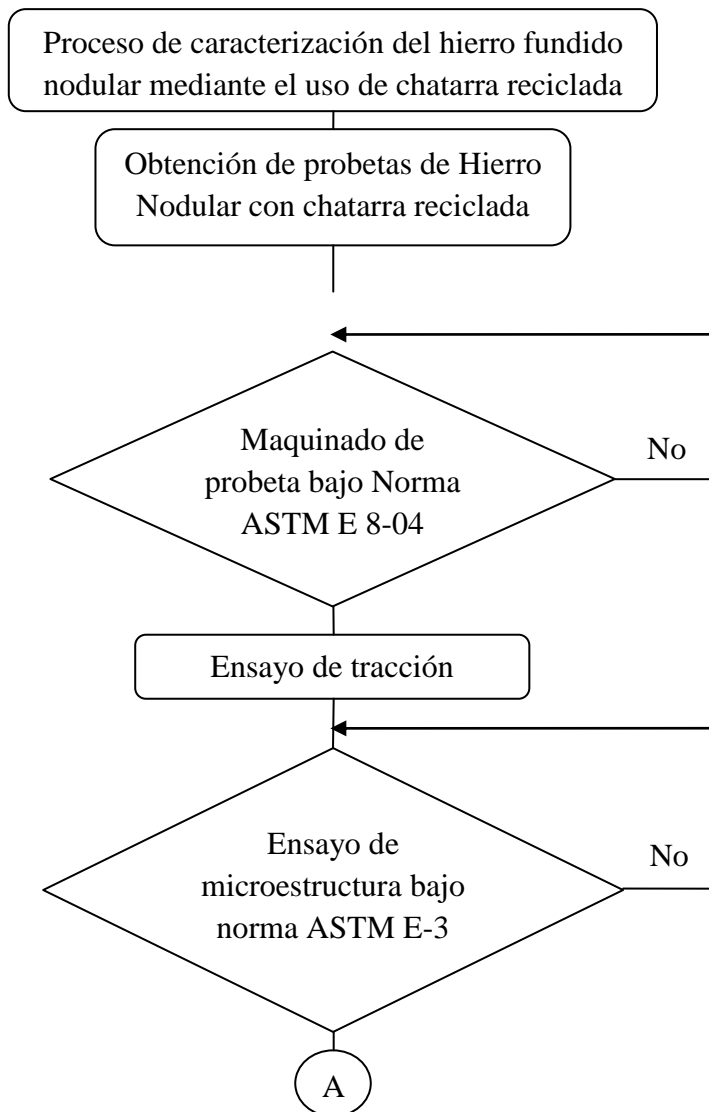 Proceso de caracterización del hierro fundido
nodular mediante el uso de chatarra reciclada
Obtención de probetas de Hierro
Nodular con chatarra reciclada
Maquinado de
probeta bajo Norma
ASTM E 8-04
No
Ensayo de tracción
Ensayo de
microestructura bajo
norma ASTM E-3
No
A